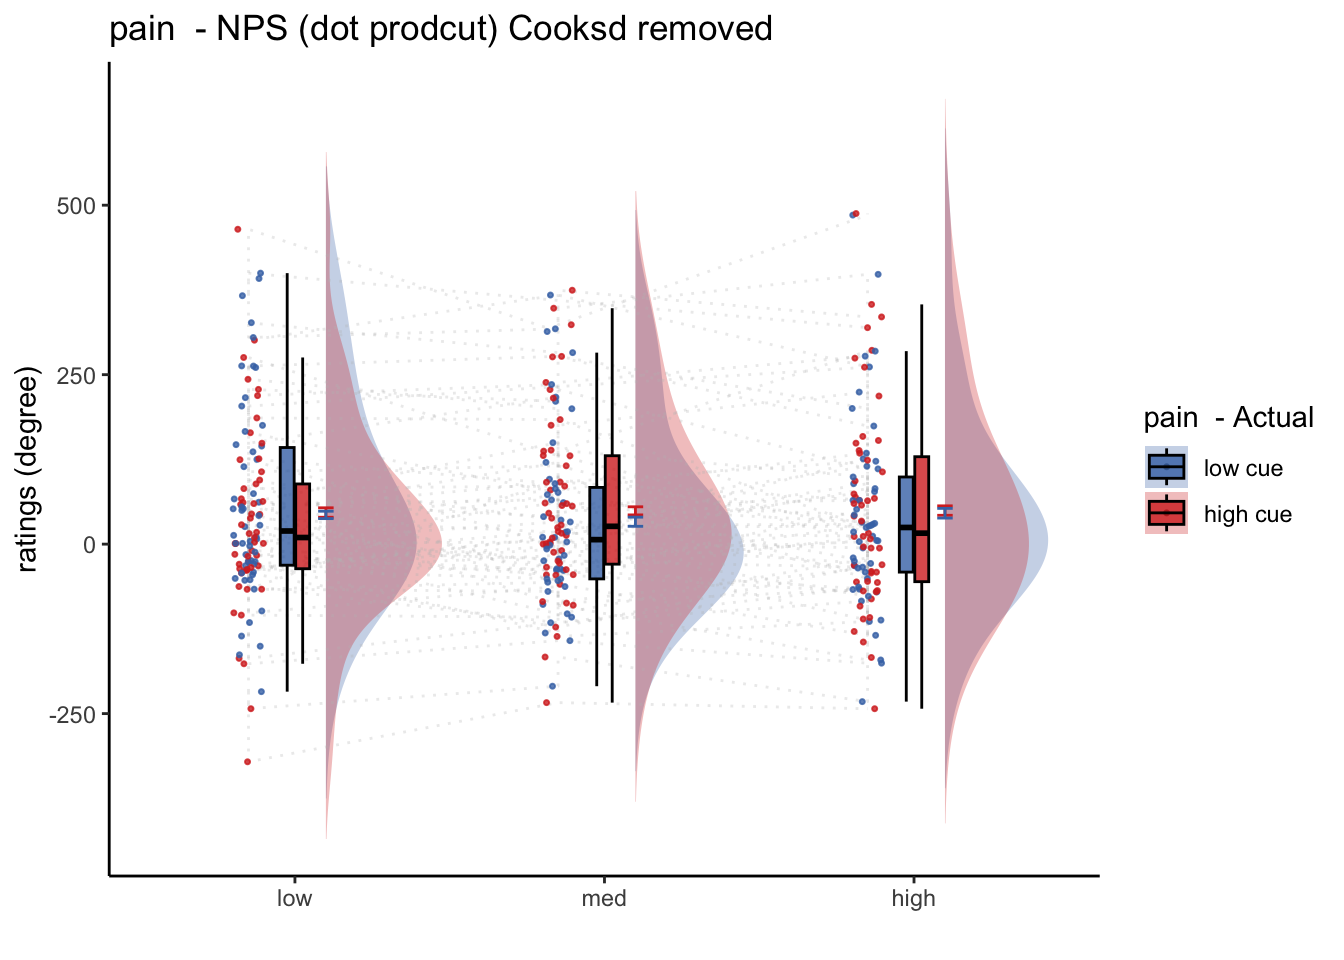 pain  - NPS (dot prodcut) Cooksd removed
ratings (degree)
500
250
0
-250
low
med
high
pain  - Actual
low cue
high cue